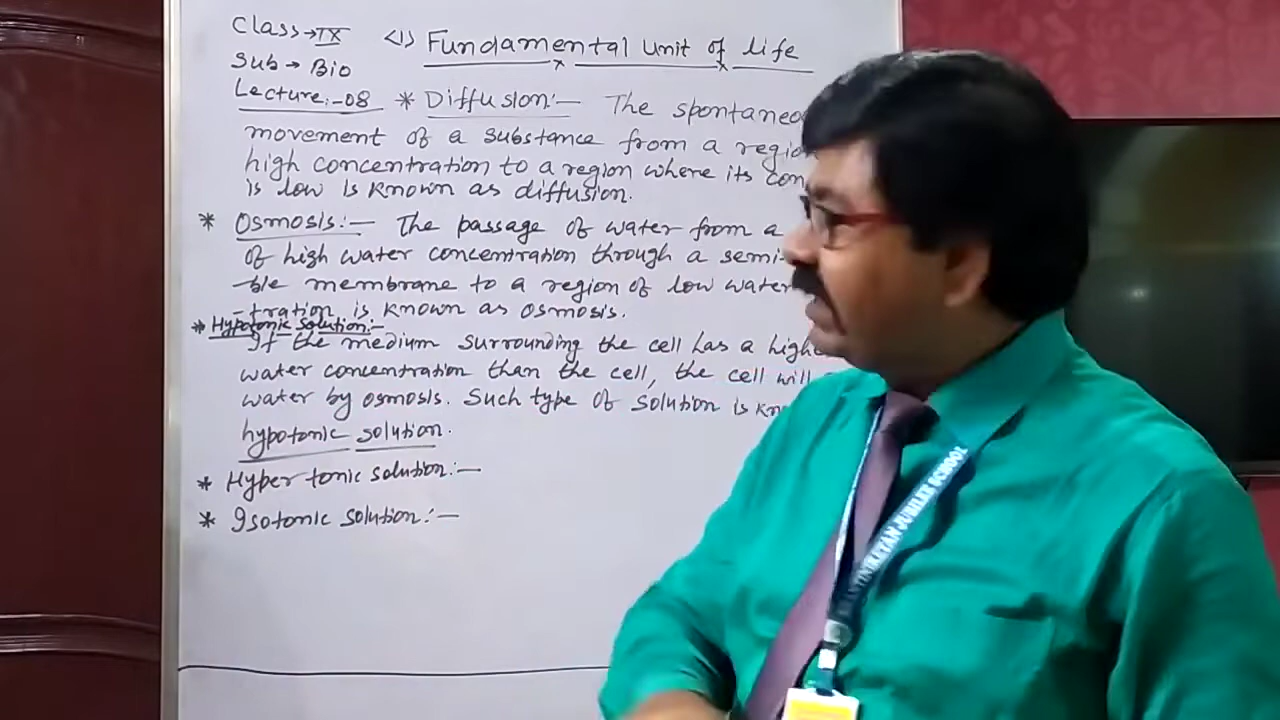 Class → IX <1> Fundamental Unit of life
Sub → Bio
Lecture:-08 * Diffusion:- The spontaneo
movement of a substance from a regio
high concentration to a region where its con
is low is known as diffusion.
* Osmosis:- The passage of water from a
of high water concentration through a semi-
-ble membrane to a region of low water
-tration is known as osmosis.
* Hypotonic solution:-
If the medium surrounding the cell has a highe
water concentration than the cell, the cell will
water by osmosis. Such type of solution is kn
hypotonic solution.
* Hyper tonic solution:-
* Isotonic solution:-
JUBILEE SCHOOL